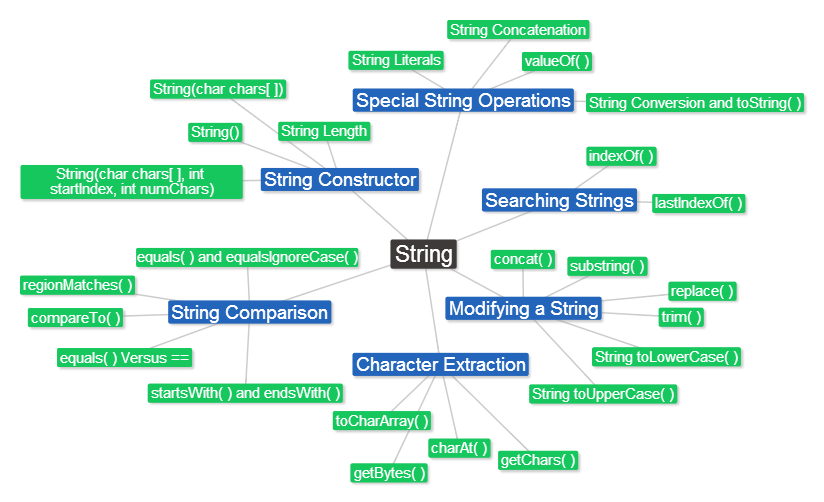 String Concatenation
String Literals
valueOf( )
Special String Operations
String Conversion and toString( )
String(char chars[ ])
String()
String Length
String(char chars[ ], int
startIndex, int numChars)
String Constructor
indexOf( )
Searching Strings
lastIndexOf( )
String
equals( ) and equalsIgnoreCase( )
regionMatches( )
String Comparison
compareTo( )
equals( ) Versus ==
startsWith( ) and endsWith( )
concat( )
substring( )
replace( )
Modifying a String
trim( )
String toLowerCase( )
String toUpperCase( )
Character Extraction
toCharArray( )
charAt( )
getChars( )
getBytes( )